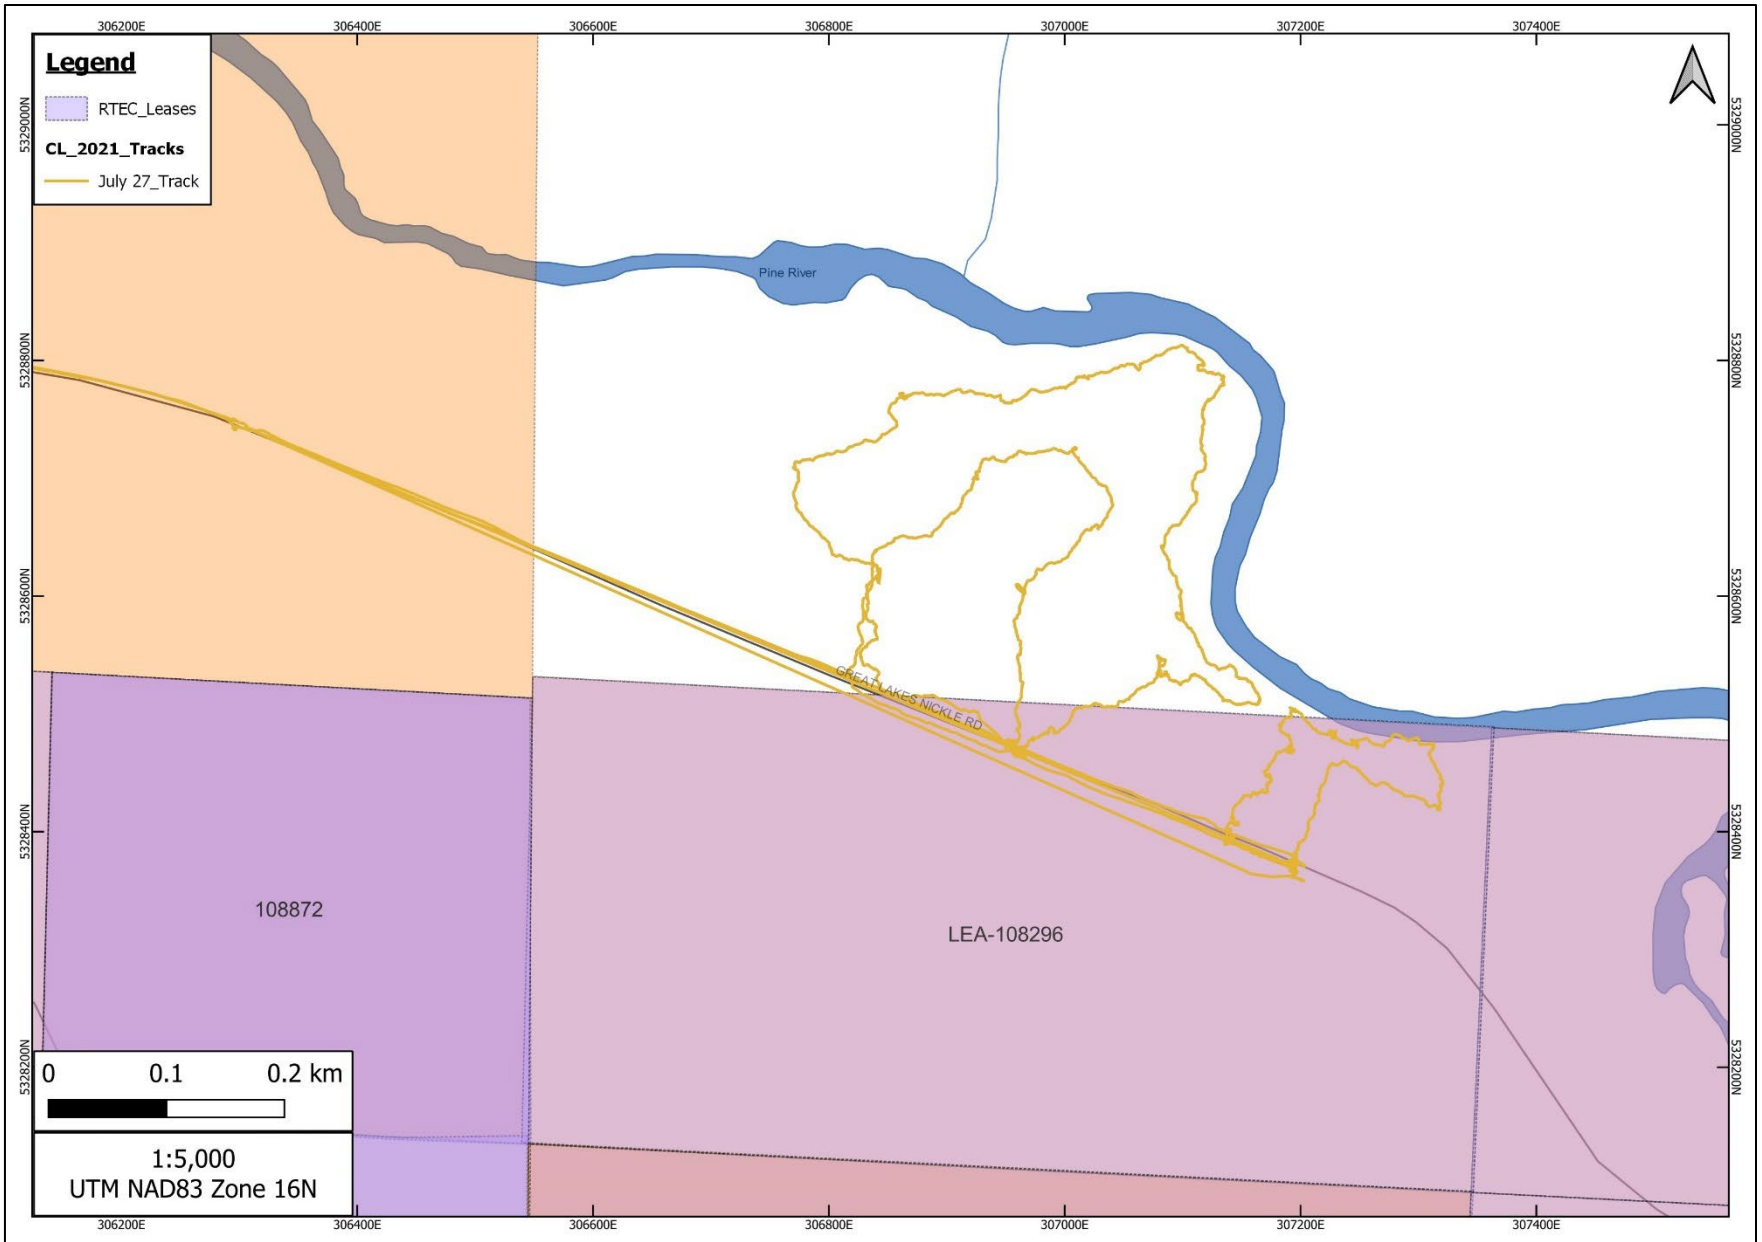 306200E 306400E 306600E 306800E 307000E 307200E 307400E
Legend
RTEC_Leases
CL_2021_Tracks
July 27_Track
5329000N
5328800N
5328600N
5328400N
5328200N
5329000N
5328800N
5328600N
5328400N
5328200N
Pine River
GREAT LAKES NICKLE RD
108872
LEA-108296
0 0.1 0.2 km
1:5,000
UTM NAD83 Zone 16N
306200E 306400E 306600E 306800E 307000E 307200E 307400E